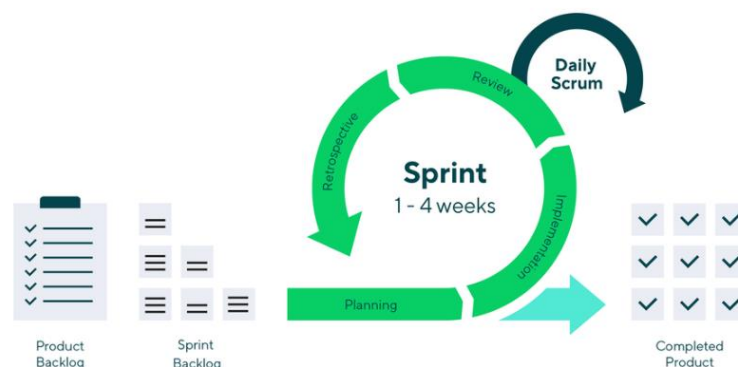 Daily
Scrum
Review
Retrospective
Sprint
1 - 4 weeks
Implementation
Planning
Product
Backlog
Sprint
Backlog
Completed
Product